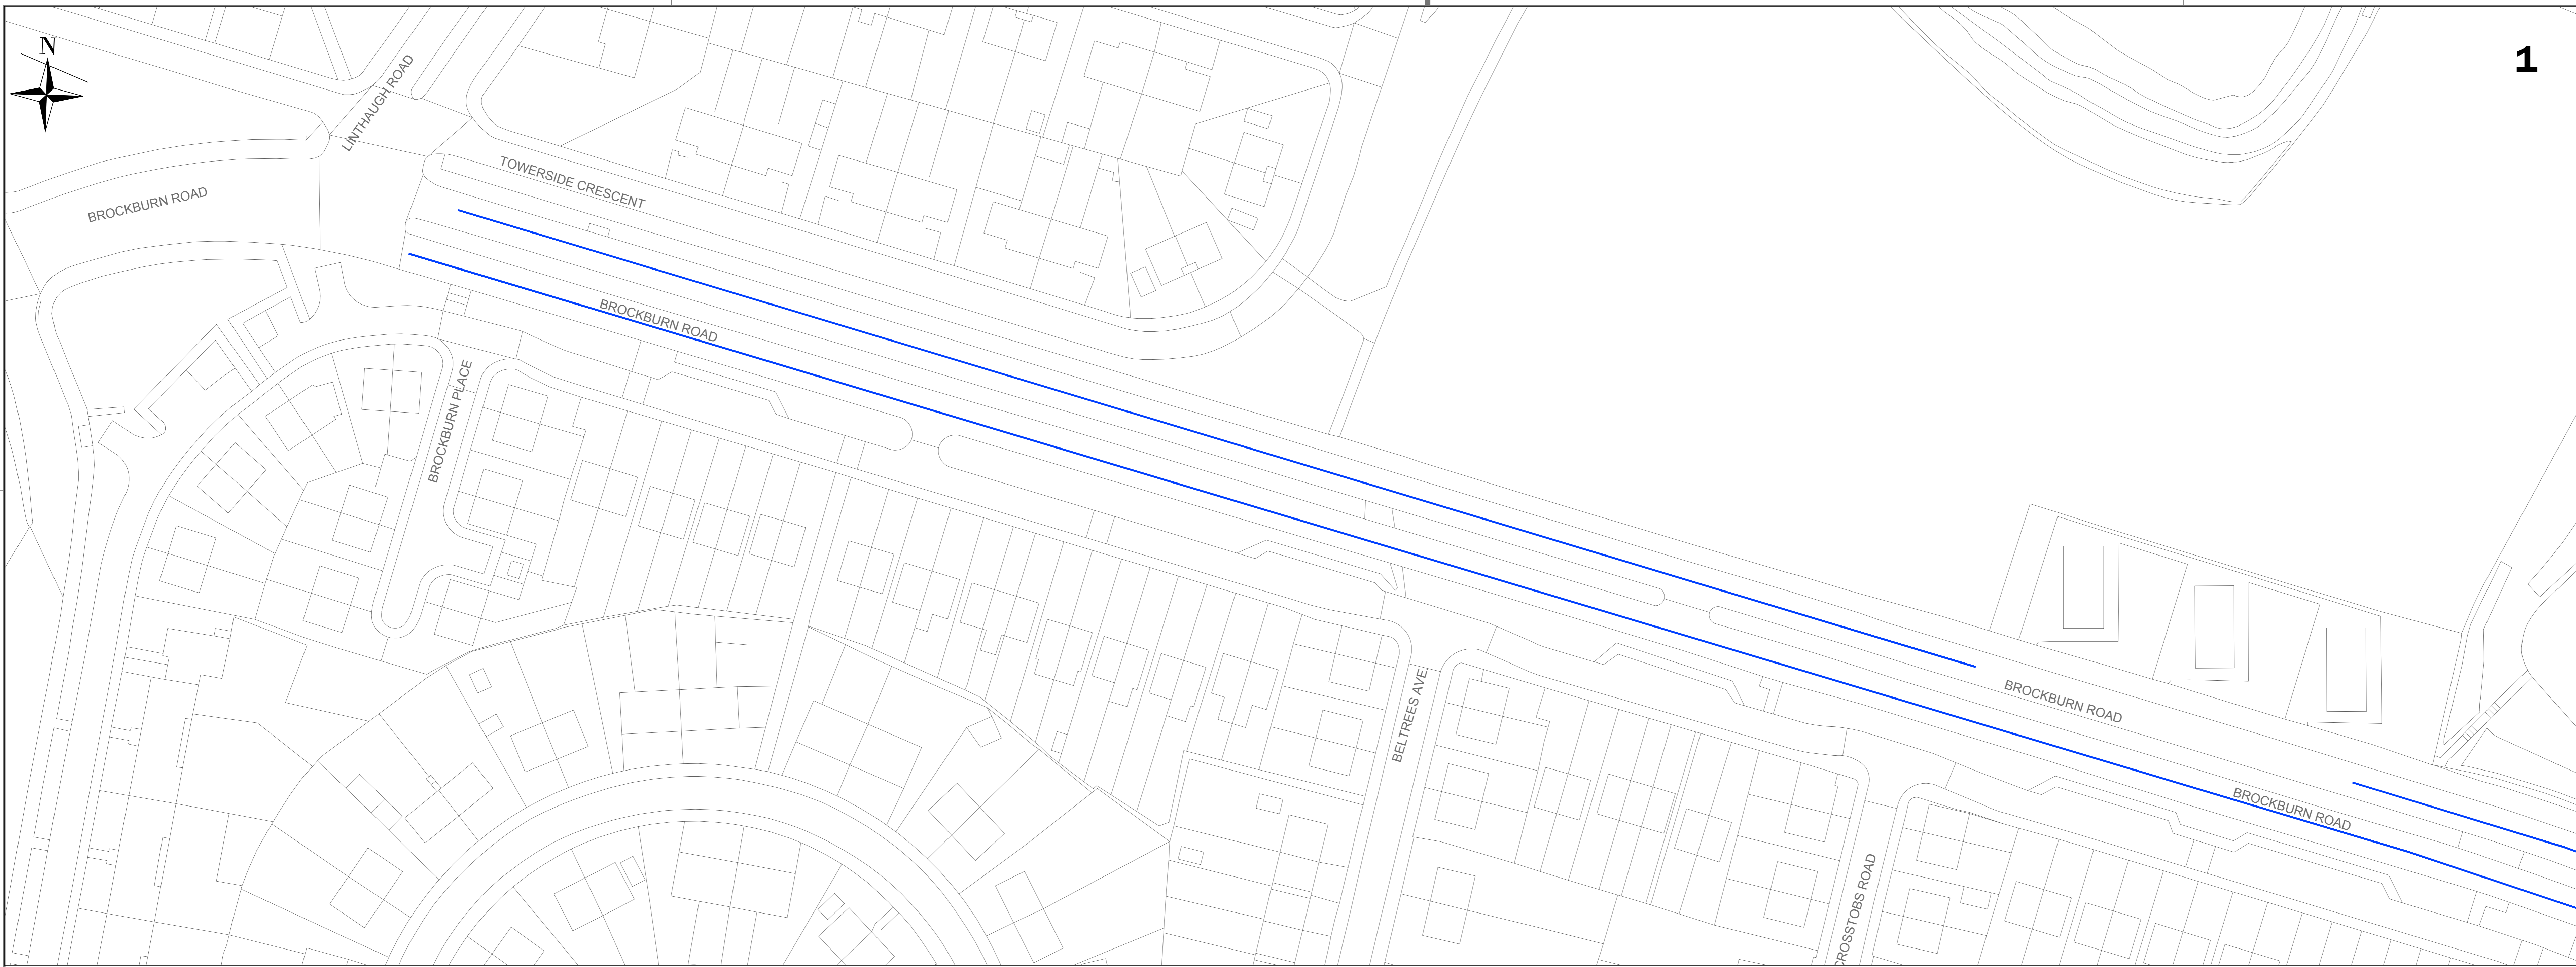 N
1
LINTHAUGH ROAD
BROCKBURN ROAD
TOWERSIDE CRESCENT
BROCKBURN ROAD
BROCKBURN PLACE
BELTREES AVE
BROCKBURN ROAD
BROCKBURN ROAD
CROSSTOBS ROAD